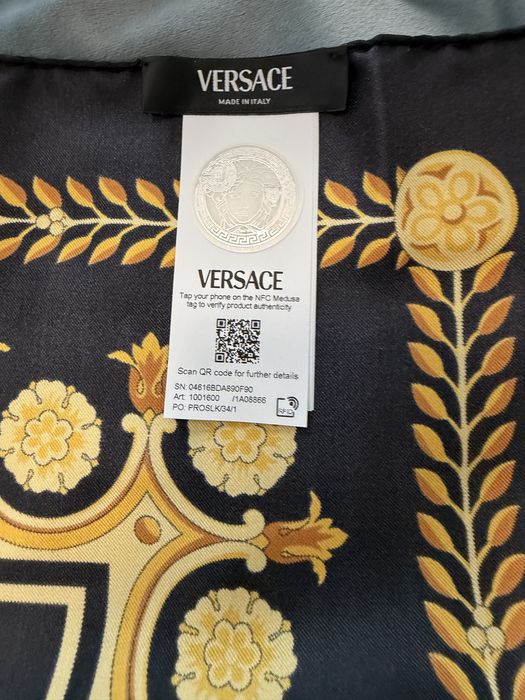 VERSACE
MADE IN ITALY
VERSACE
Tap your phone on the NFC Medusa
tag to verify product authenticity
Scan QR code for further details
SN: 04616BDA890F90
Art: 1001600 /1A08866
PO: PROSLK/34/1
RFID